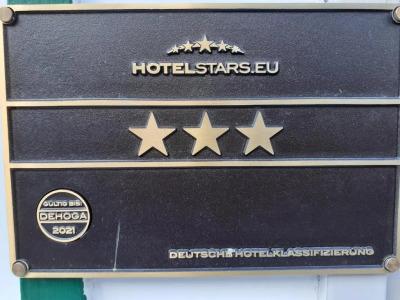 HOTELSTARS.EU
GÜLTIG BIS:
DEHOGA
2021
DEUTSCHE HOTELKLASSIFIZIERUNG